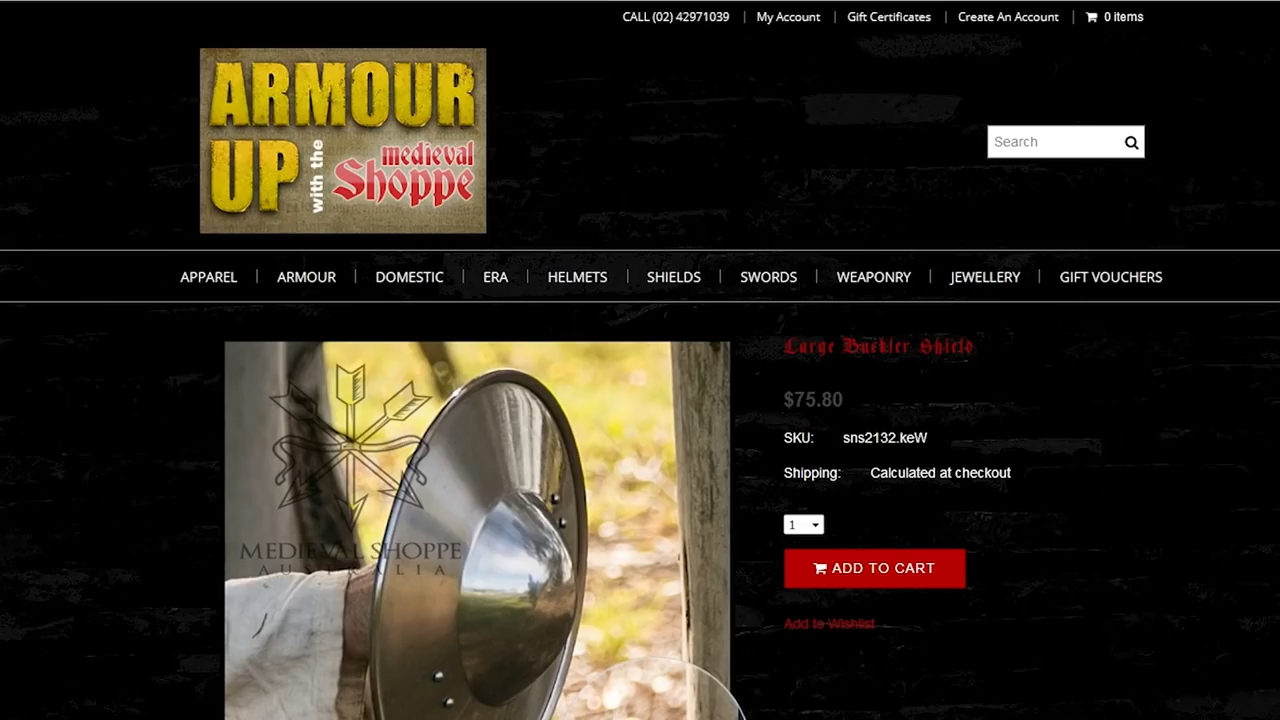 CALL (02) 42971039 My Account Gift Certificates Create An Account 0 items
ARMOUR
UP with the medieval Shoppe
Search
APPAREL ARMOUR DOMESTIC ERA HELMETS SHIELDS SWORDS WEAPONRY JEWELLERY GIFT VOUCHERS
Large Buckler Shield
$75.80
SKU: sns2132.keW
Shipping: Calculated at checkout
1
ADD TO CART
Add to Wishlist
MEDIEVAL SHOPPE
AUSTRALIA